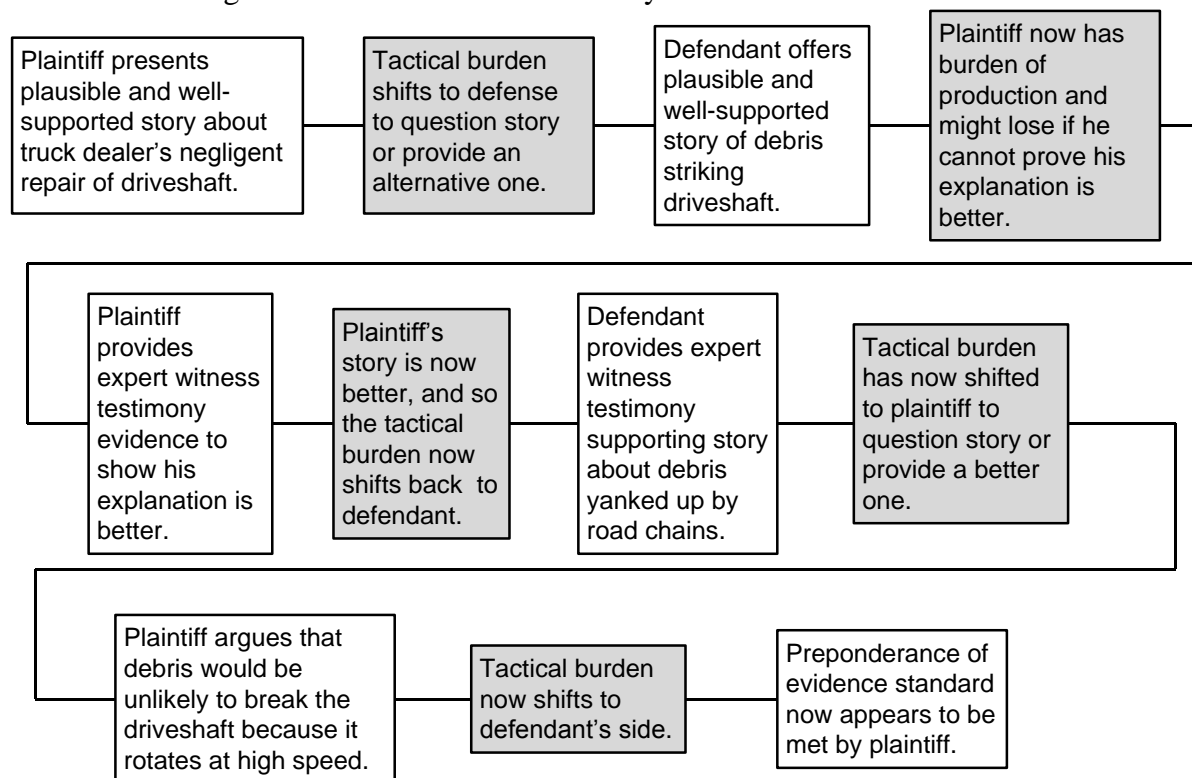 Plaintiff presents
plausible and well-
supported story about
truck dealer's negligent
repair of driveshaft.
Tactical burden
shifts to defense
to question story
or provide an
alternative one.
Defendant offers
plausible and
well-supported
story of debris
striking
driveshaft.
Plaintiff now has
burden of
production and
might lose if he
cannot prove his
explanation is
better.
Plaintiff
provides
expert witness
testimony
evidence to
show his
explanation is
better.
Plaintiff's
story is now
better, and so
the tactical
burden now
shifts back to
defendant.
Defendant
provides expert
witness
testimony
supporting story
about debris
yanked up by
road chains.
Tactical burden
has now shifted
to plaintiff to
question story or
provide a better
one.
Plaintiff argues that
debris would be
unlikely to break the
driveshaft because it
rotates at high speed.
Tactical burden
now shifts to
defendant's side.
Preponderance of
evidence standard
now appears to be
met by plaintiff.